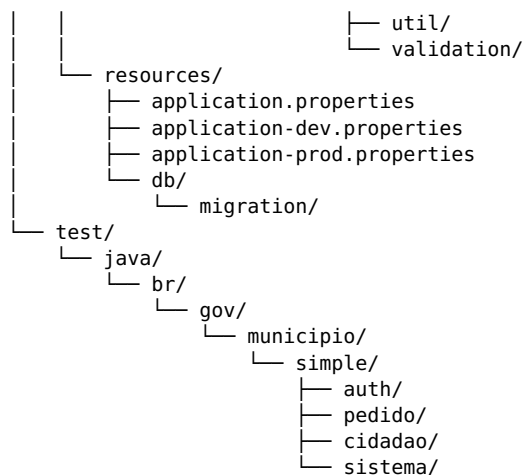 │   │                       ├── util/
│   │                       └── validation/
│   └── resources/
│       ├── application.properties
│       ├── application-dev.properties
│       ├── application-prod.properties
│       └── db/
│           └── migration/
└── test/
    └── java/
        └── br/
            └── gov/
                └── municipio/
                    └── simple/
                        ├── auth/
                        ├── pedido/
                        ├── cidadao/
                        └── sistema/